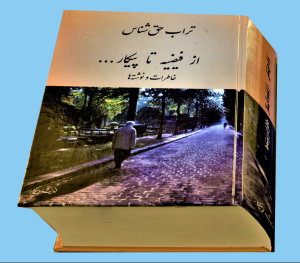 تراب حق شناس
از فیضیه تا پیکار...
خاطرات و نوشته‌ها